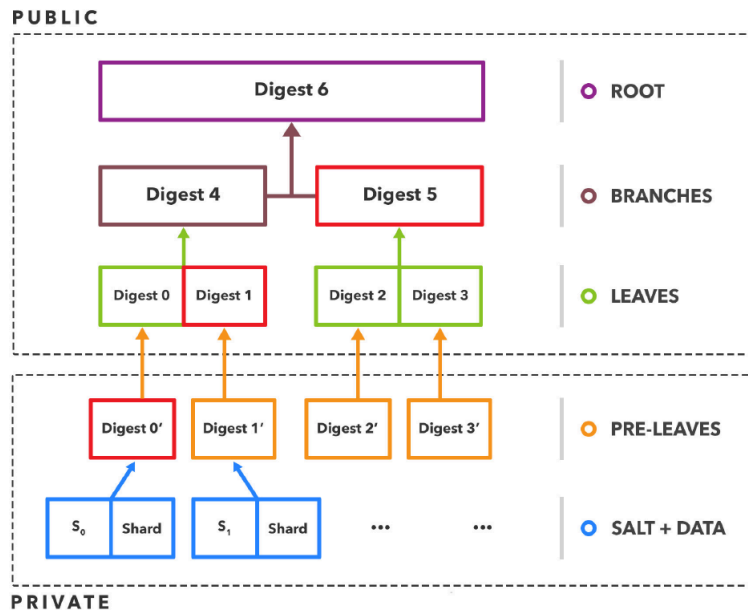 PUBLIC
Digest 6
ROOT
Digest 4
Digest 5
BRANCHES
Digest 0
Digest 1
Digest 2
Digest 3
LEAVES
Digest 0′
Digest 1′
Digest 2′
Digest 3′
PRE-LEAVES
S₀
Shard
S₁
Shard
...
...
SALT + DATA
PRIVATE